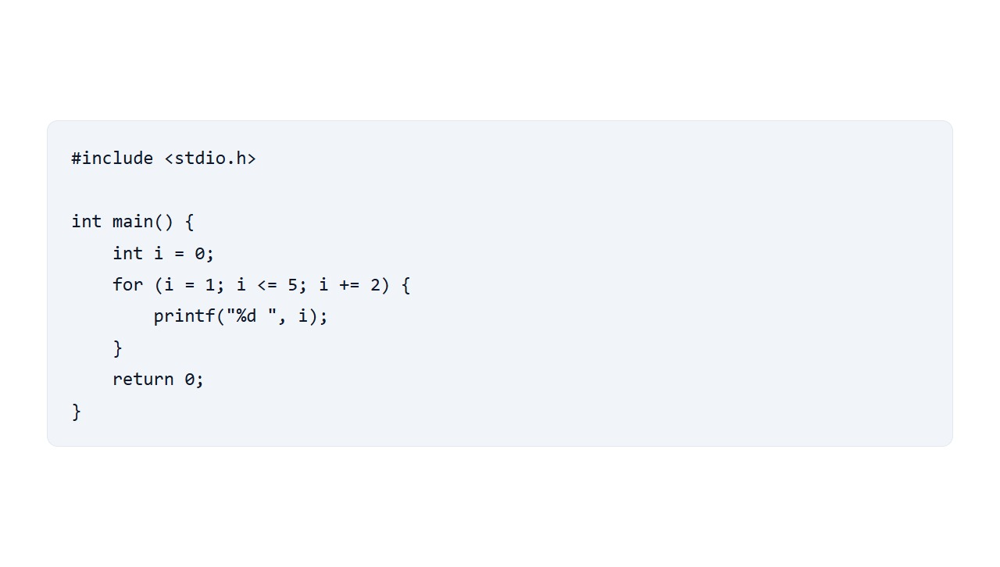 #include <stdio.h>

int main() {
    int i = 0;
    for (i = 1; i <= 5; i += 2) {
        printf("%d ", i);
    }
    return 0;
}